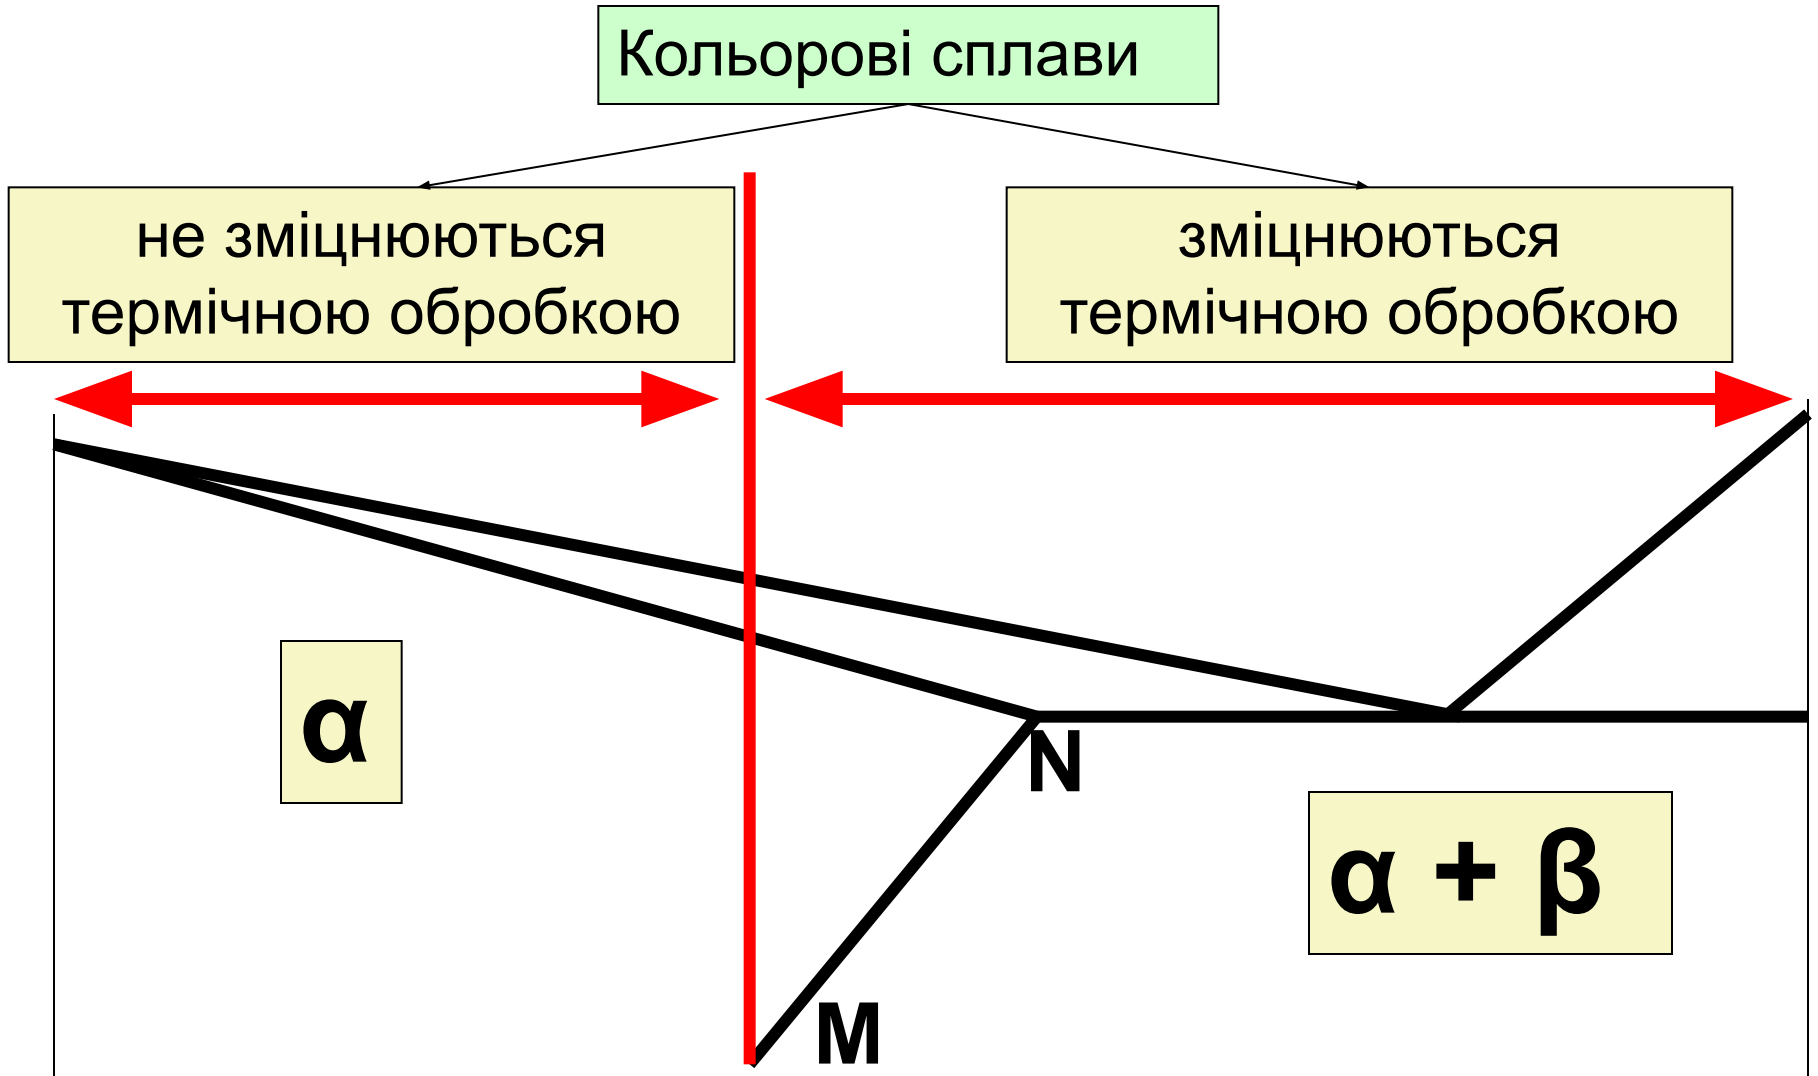 Кольорові сплави
не зміцнюються
термічною обробкою
зміцнюються
термічною обробкою
α
N
α + β
M